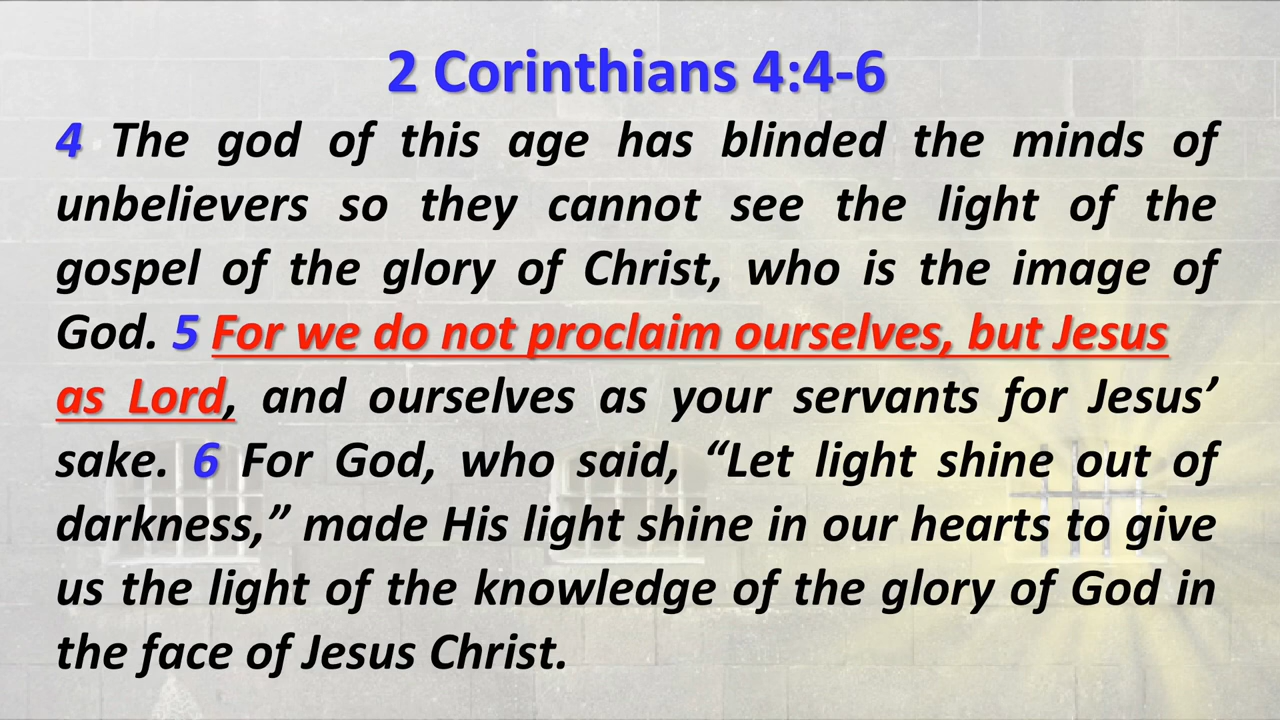 2 Corinthians 4:4-6
4 The god of this age has blinded the minds of
unbelievers so they cannot see the light of the
gospel of the glory of Christ, who is the image of
God. 5 For we do not proclaim ourselves, but Jesus
as Lord, and ourselves as your servants for Jesus’
sake. 6 For God, who said, “Let light shine out of
darkness,” made His light shine in our hearts to give
us the light of the knowledge of the glory of God in
the face of Jesus Christ.